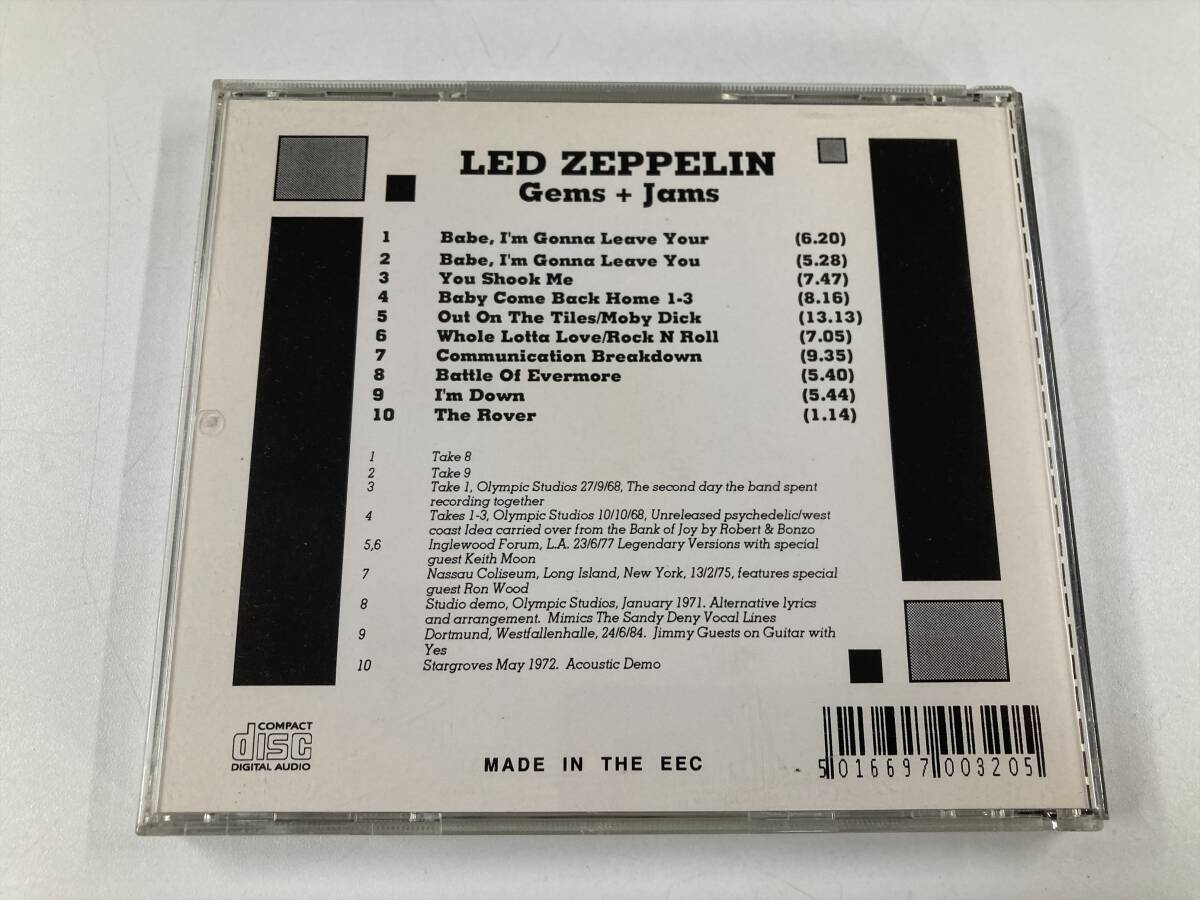 LED ZEPPELIN
Gems + Jams
1 Babe, I'm Gonna Leave Your (6.20)
2 Babe, I'm Gonna Leave You (5.28)
3 You Shook Me (7.47)
4 Baby Come Back Home 1-3 (8.16)
5 Out On The Tiles/Moby Dick (13.13)
6 Whole Lotta Love/Rock N Roll (7.05)
7 Communication Breakdown (9.35)
8 Battle Of Evermore (5.40)
9 I'm Down (5.44)
10 The Rover (1.14)
1 Take 8
2 Take 9
3 Take 1, Olympic Studios 27/9/68, The second day the band spent
recording together
4 Takes 1-3, Olympic Studios 10/10/68, Unreleased psychedelic/west
coast Idea carried over from the Bank of Joy by Robert & Bonzo
5,6 Inglewood Forum, L.A. 23/6/77 Legendary Versions with special
guest Keith Moon
7 Nassau Coliseum, Long Island, New York, 13/2/75, features special
guest Ron Wood
8 Studio demo, Olympic Studios, January 1971. Alternative lyrics
and arrangement. Mimics The Sandy Deny Vocal Lines
9 Dortmund, Westfallenhalle, 24/6/84. Jimmy Guests on Guitar with
Yes
10 Stargroves May 1972. Acoustic Demo
COMPACT
disc
DIGITAL AUDIO
MADE IN THE EEC
5 016697 003205